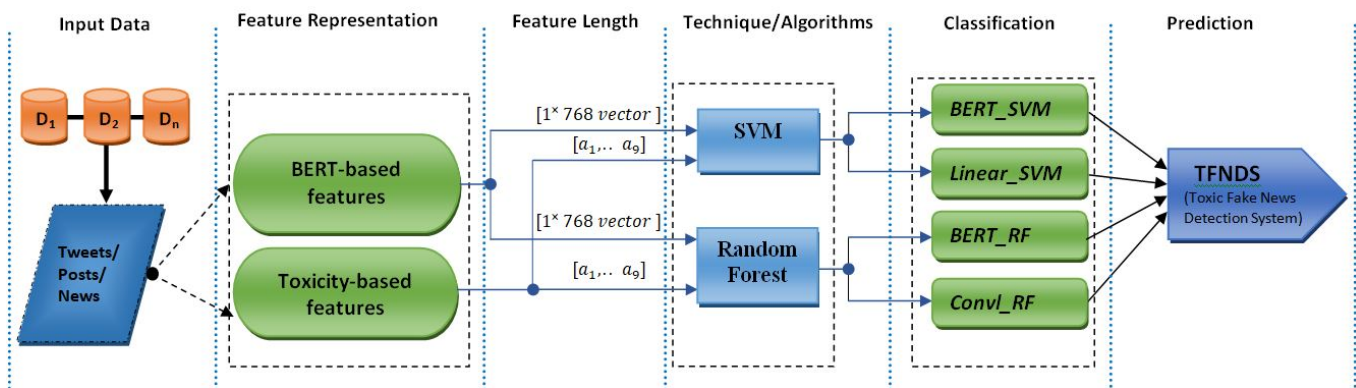 Input Data
Feature Representation
Feature Length
Technique/Algorithms
Classification
Prediction
D1
D2
Dn
Tweets/
Posts/
News
BERT-based
features
Toxicity-based
features
[1× 768 vector ]
[a1,.. a9]
[1× 768 vector ]
[a1,.. a9]
SVM
Random
Forest
BERT_SVM
Linear_SVM
BERT_RF
Convl_RF
TFNDS
(Toxic Fake News
Detection System)